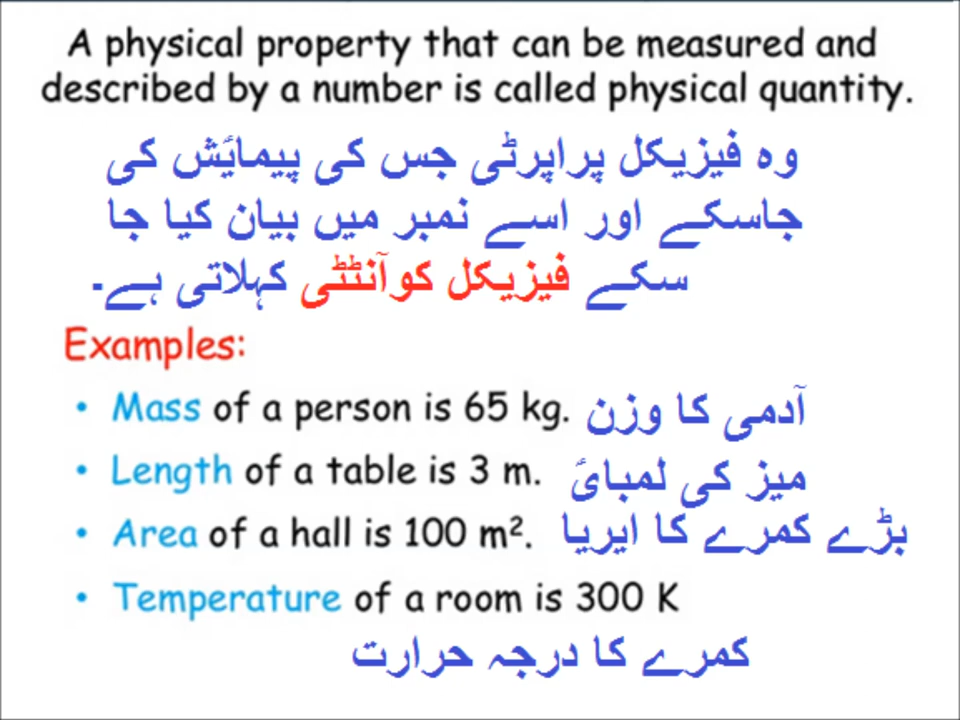 A physical property that can be measured and
described by a number is called physical quantity.
وہ فیزیکل پراپرٹی جس کی پیمائش کی
جاسکے اور اسے نمبر میں بیان کیا جا
سکے فیزیکل کوآنٹٹی کہلاتی ہے۔
Examples:
• Mass of a person is 65 kg. آدمی کا وزن
• Length of a table is 3 m. میز کی لمبائ
• Area of a hall is 100 m². بڑے کمرے کا ایریا
• Temperature of a room is 300 K
کمرے کا درجہ حرارت